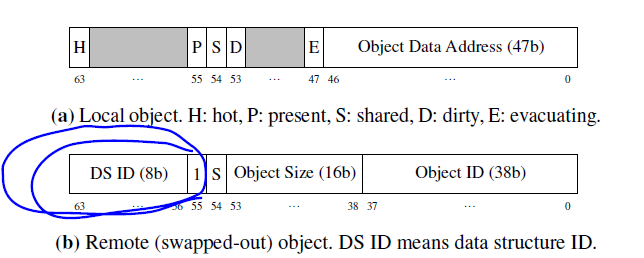 H P S D E Object Data Address (47b)
63 ... 55 54 53 ... 47 46 ... 0
(a) Local object. H: hot, P: present, S: shared, D: dirty, E: evacuating.
DS ID (8b) 1 S Object Size (16b) Object ID (38b)
63 ... 56 55 54 53 ... 38 37 ... 0
(b) Remote (swapped-out) object. DS ID means data structure ID.